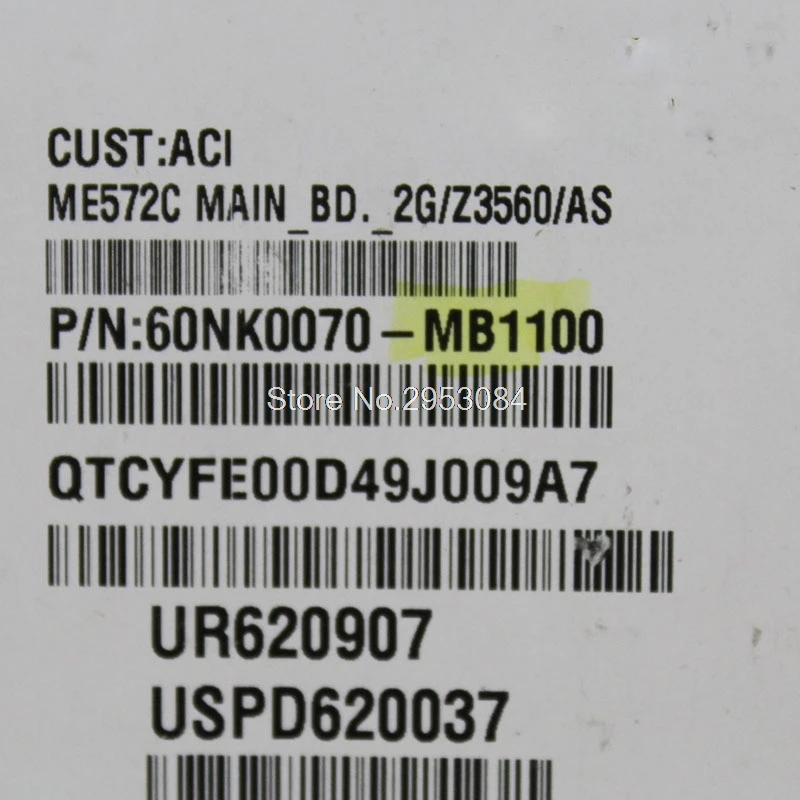 CUST:ACI
ME572C MAIN_BD._2G/Z3560/AS
P/N:60NK0070-MB1100
Store No.2953084
QTCYFE00D49J009A7
UR620907
USPD620037